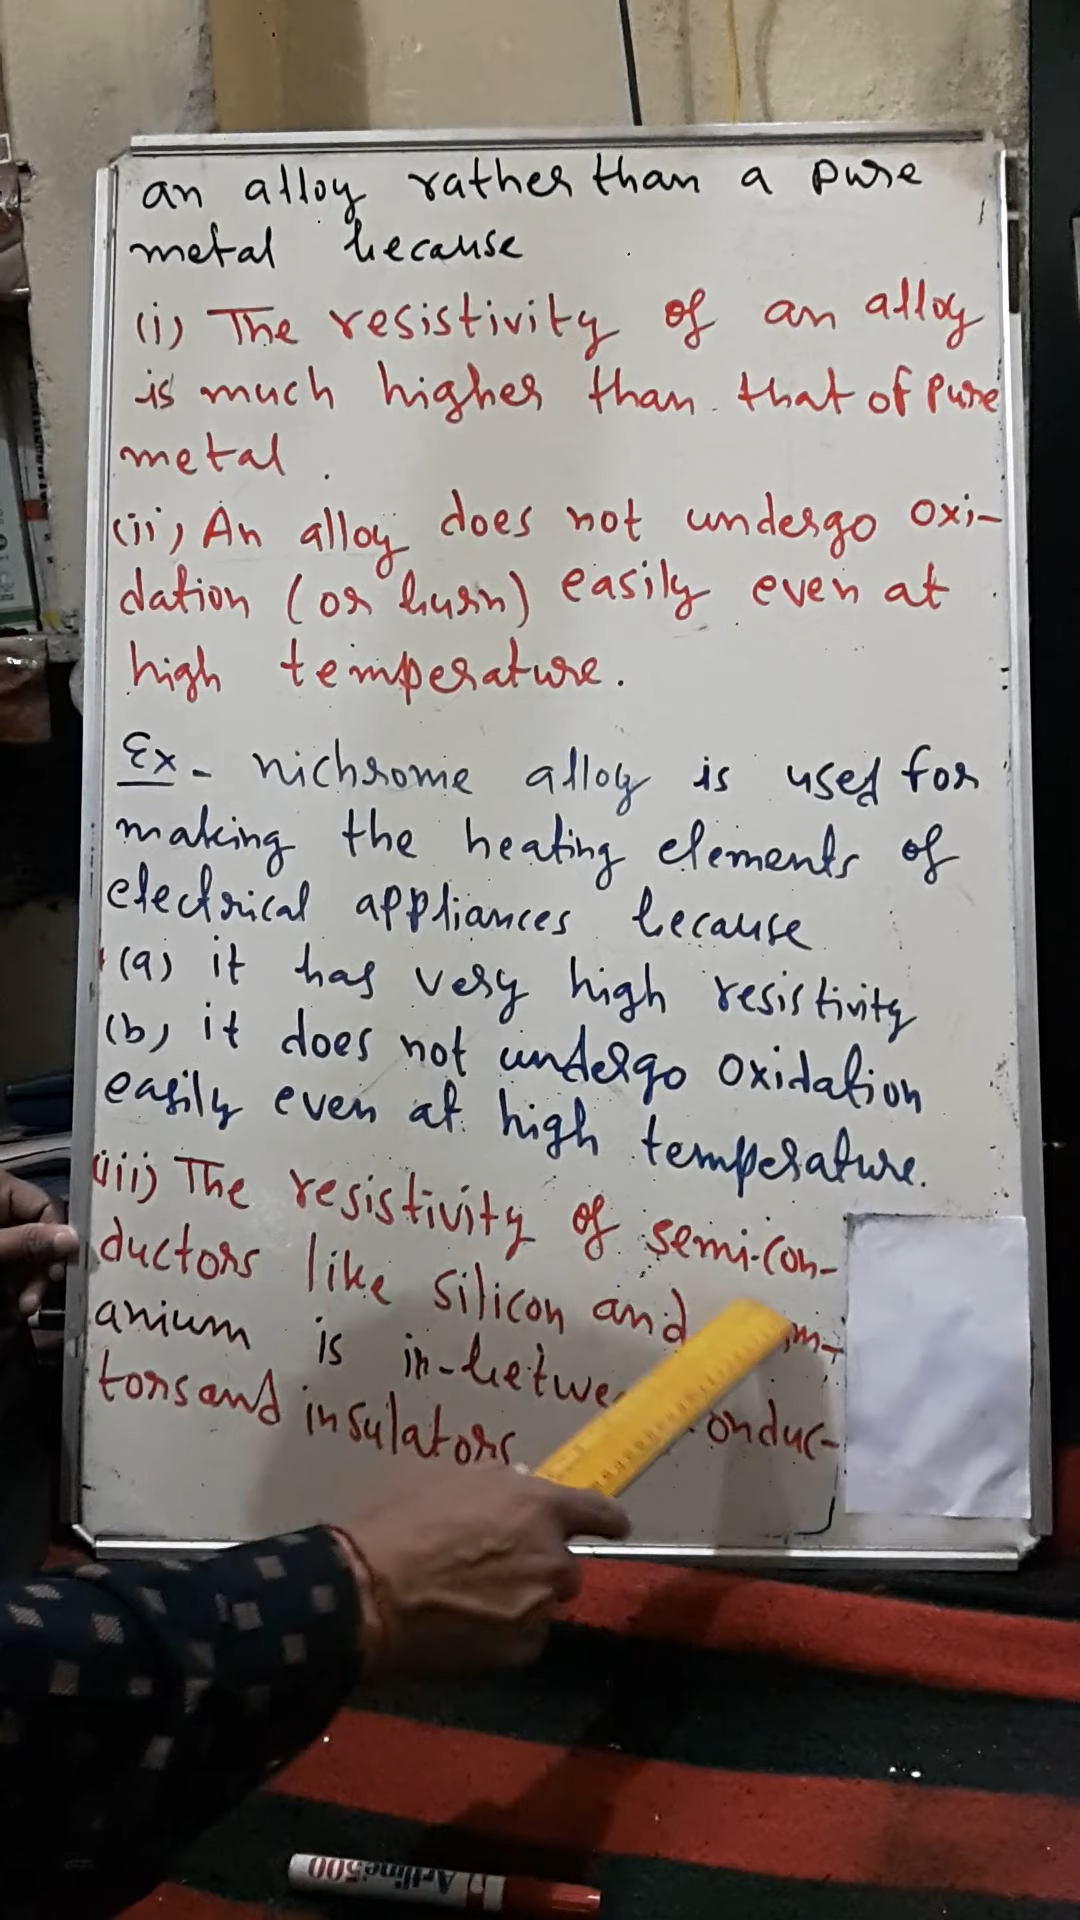 an alloy rather than a pure
metal because
(i) The resistivity of an alloy
is much higher than that of pure
metal.
(ii) An alloy does not undergo oxi-
dation (or burn) easily even at
high temperature.
Ex - nichrome alloy is used for
making the heating elements of
electrical appliances because
(a) it has very high resistivity
(b) it does not undergo oxidation
easily even at high temperature.
(iii) The resistivity of semi-con-
ductors like silicon and
anium is in-between conduc-
tors and insulators
Artline 500